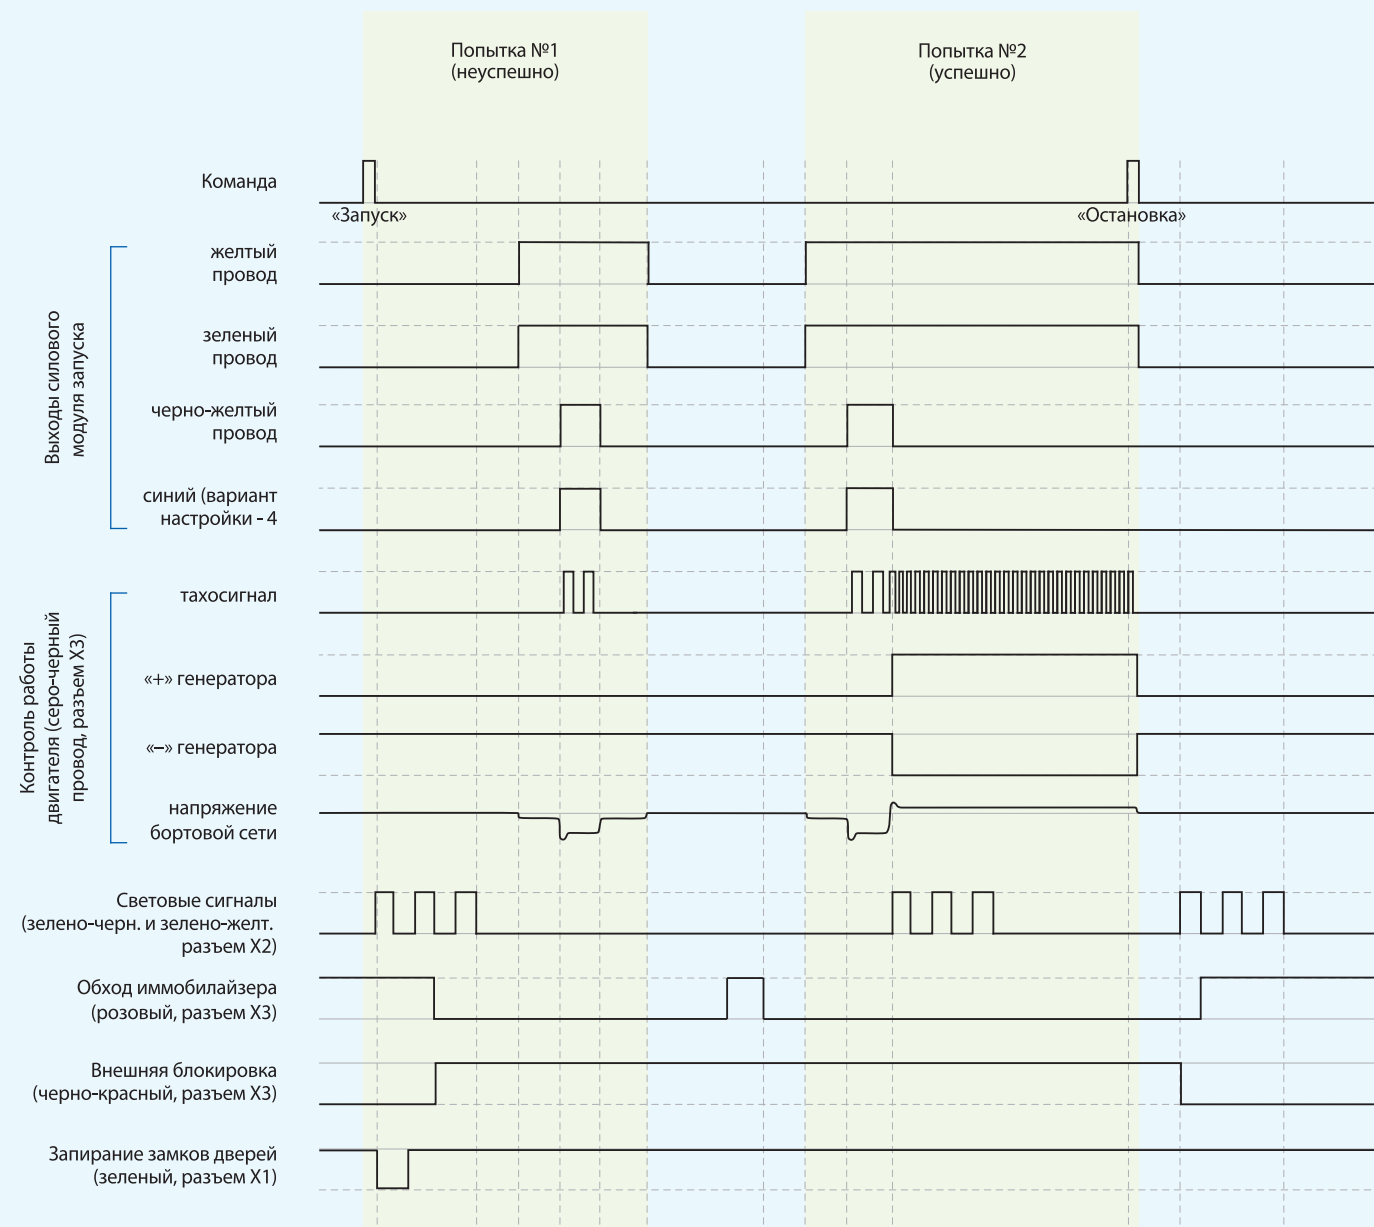 Попытка №1
(неуспешно)
Попытка №2
(успешно)
Команда
«Запуск»
«Остановка»
Выходы силового
модуля запуска
желтый
провод
зеленый
провод
черно-желтый
провод
синий (вариант
настройки - 4
Контроль работы
двигателя (серо-черный
провод, разъем X3)
тахосигнал
«+» генератора
«–» генератора
напряжение
бортовой сети
Световые сигналы
(зелено-черн. и зелено-желт.
разъем X2)
Обход иммобилайзера
(розовый, разъем X3)
Внешняя блокировка
(черно-красный, разъем X3)
Запирание замков дверей
(зеленый, разъем X1)